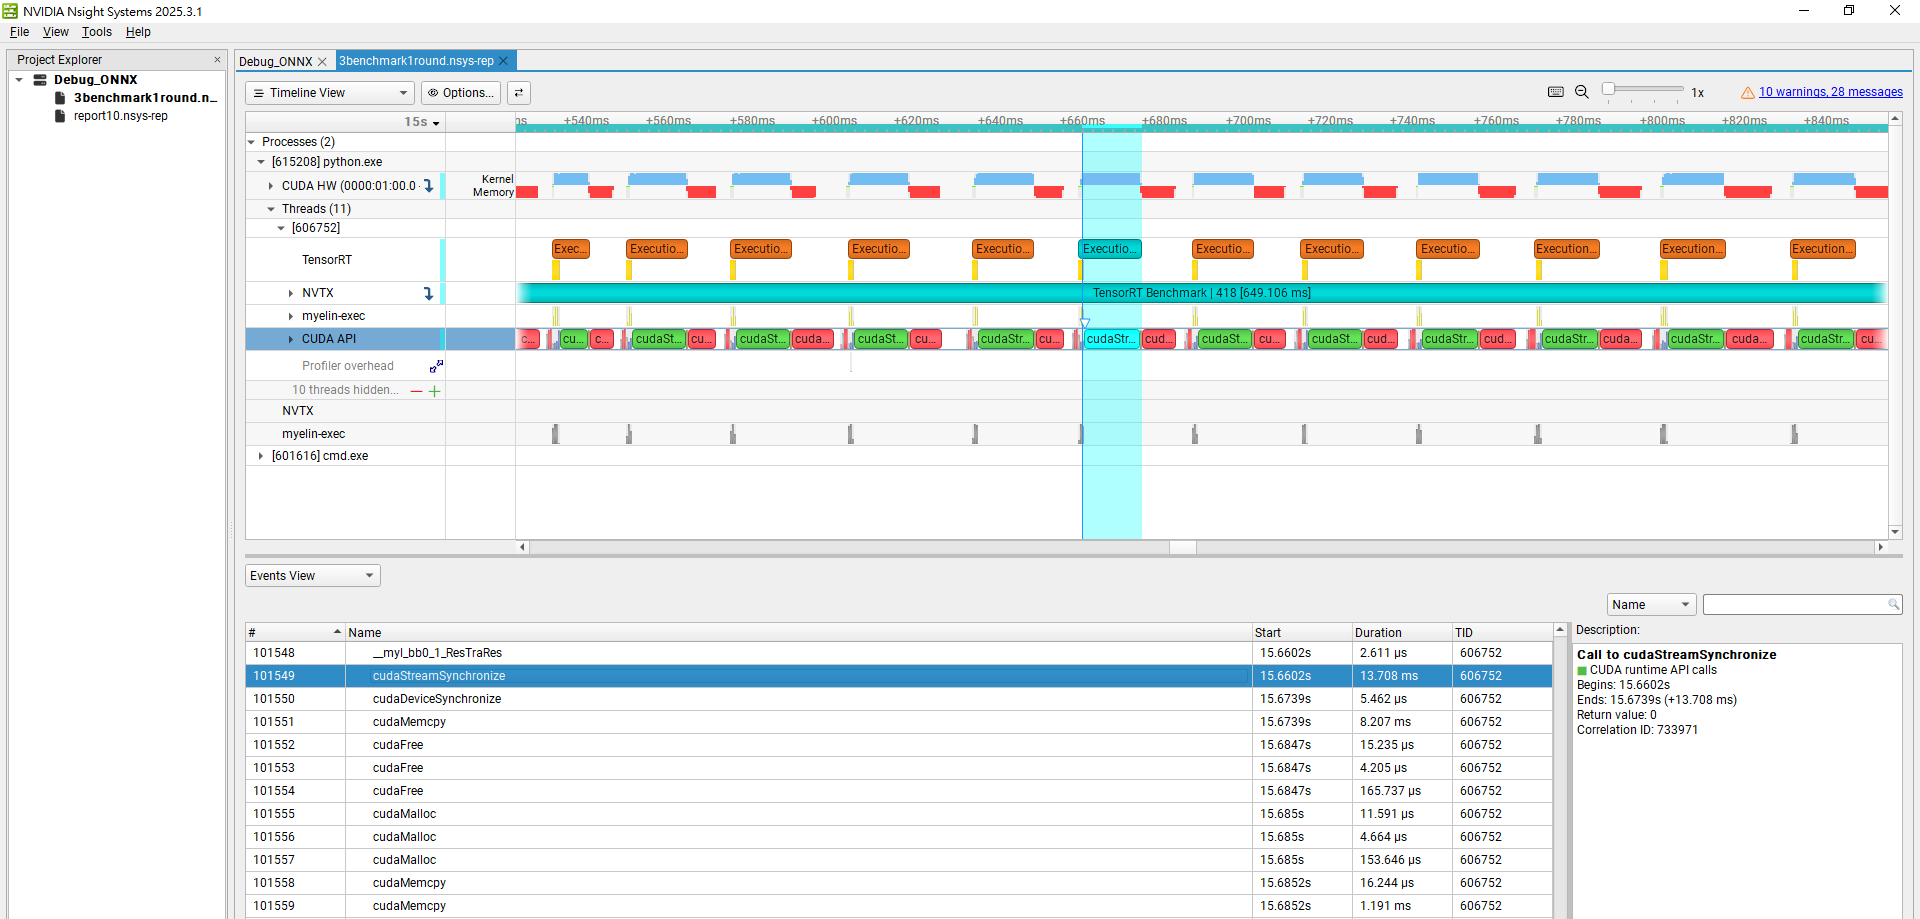 NVIDIA Nsight Systems 2025.3.1
File View Tools Help
Project Explorer
Debug_ONNX
3benchmark1round.n...
report10.nsys-rep
Debug_ONNX
3benchmark1round.nsys-rep
Timeline View
Options...
1x
10 warnings, 28 messages
15s
ns +540ms +560ms +580ms +600ms +620ms +640ms +660ms +680ms +700ms +720ms +740ms +760ms +780ms +800ms +820ms +840ms
Processes (2)
[615208] python.exe
CUDA HW (0000:01:00.0 -
Kernel
Memory
Threads (11)
[606752]
TensorRT
Exec... Executio... Executio... Executio... Executio... Executio... Executio... Executio... Executio... Execution... Execution... Execution...
NVTX
TensorRT Benchmark | 418 [649.106 ms]
myelin-exec
CUDA API
c... cu... c... cudaSt... cu... cudaSt... cuda... cudaSt... cu... cudaStr... cu... cudaStr... cud... cudaSt... cu... cudaSt... cud... cudaStr... cud... cudaStr... cuda... cudaStr... cuda... cudaStr... cu...
Profiler overhead
10 threads hidden...
NVTX
myelin-exec
[601616] cmd.exe
Events View
Name
# Name Start Duration TID
101548 __myl_bb0_1_ResTraRes 15.6602s 2.611 µs 606752
101549 cudaStreamSynchronize 15.6602s 13.708 ms 606752
101550 cudaDeviceSynchronize 15.6739s 5.462 µs 606752
101551 cudaMemcpy 15.6739s 8.207 ms 606752
101552 cudaFree 15.6847s 15.235 µs 606752
101553 cudaFree 15.6847s 4.205 µs 606752
101554 cudaFree 15.6847s 165.737 µs 606752
101555 cudaMalloc 15.685s 11.591 µs 606752
101556 cudaMalloc 15.685s 4.664 µs 606752
101557 cudaMalloc 15.685s 153.646 µs 606752
101558 cudaMemcpy 15.6852s 16.244 µs 606752
101559 cudaMemcpy 15.6852s 1.191 ms 606752
Description:
Call to cudaStreamSynchronize
CUDA runtime API calls
Begins: 15.6602s
Ends: 15.6739s (+13.708 ms)
Return value: 0
Correlation ID: 733971